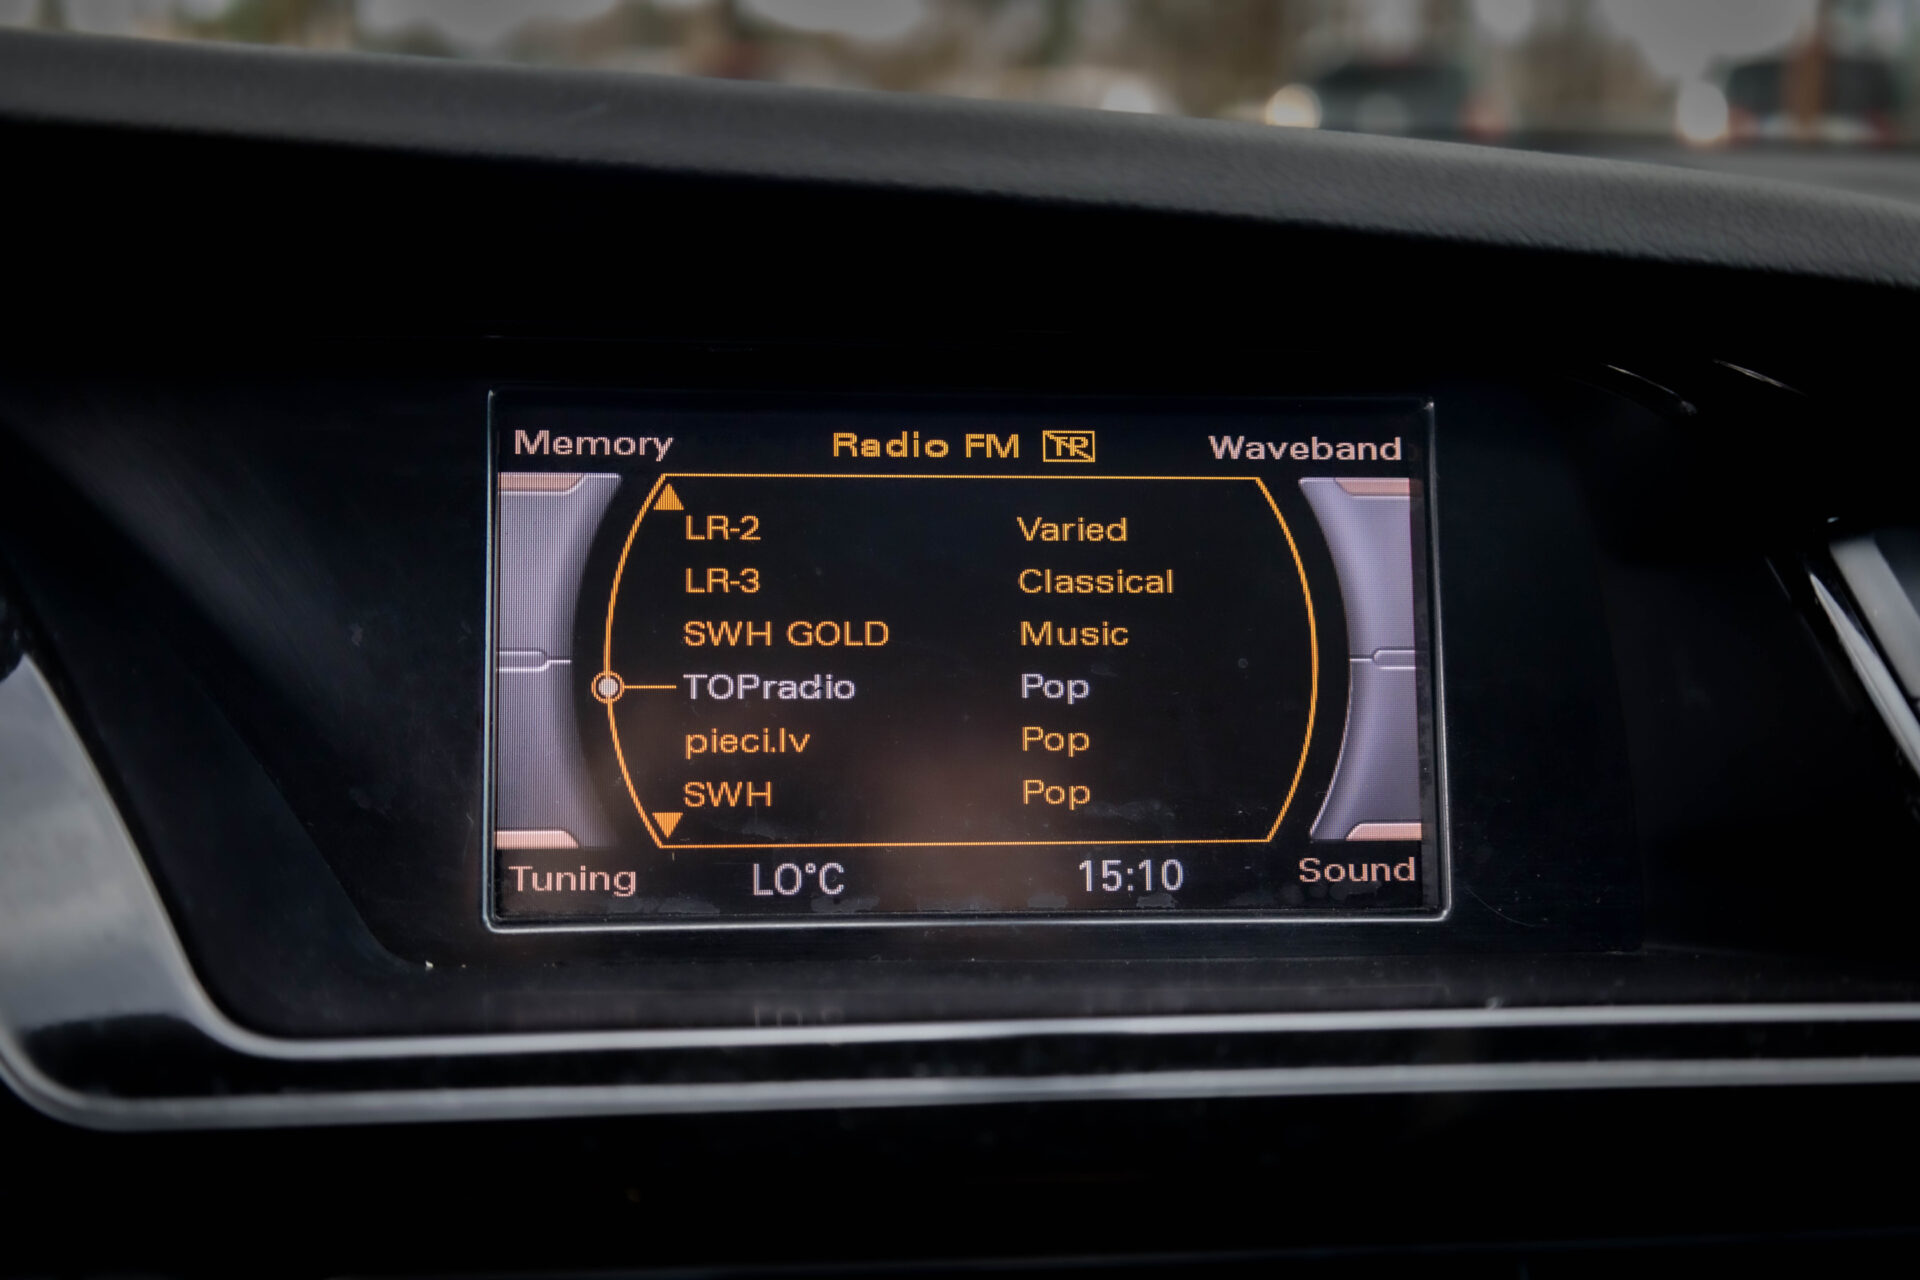 Memory Radio FM TP Waveband
LR-2 Varied
LR-3 Classical
SWH GOLD Music
TOPradio Pop
pieci.lv Pop
SWH Pop
Tuning LO°C 15:10 Sound